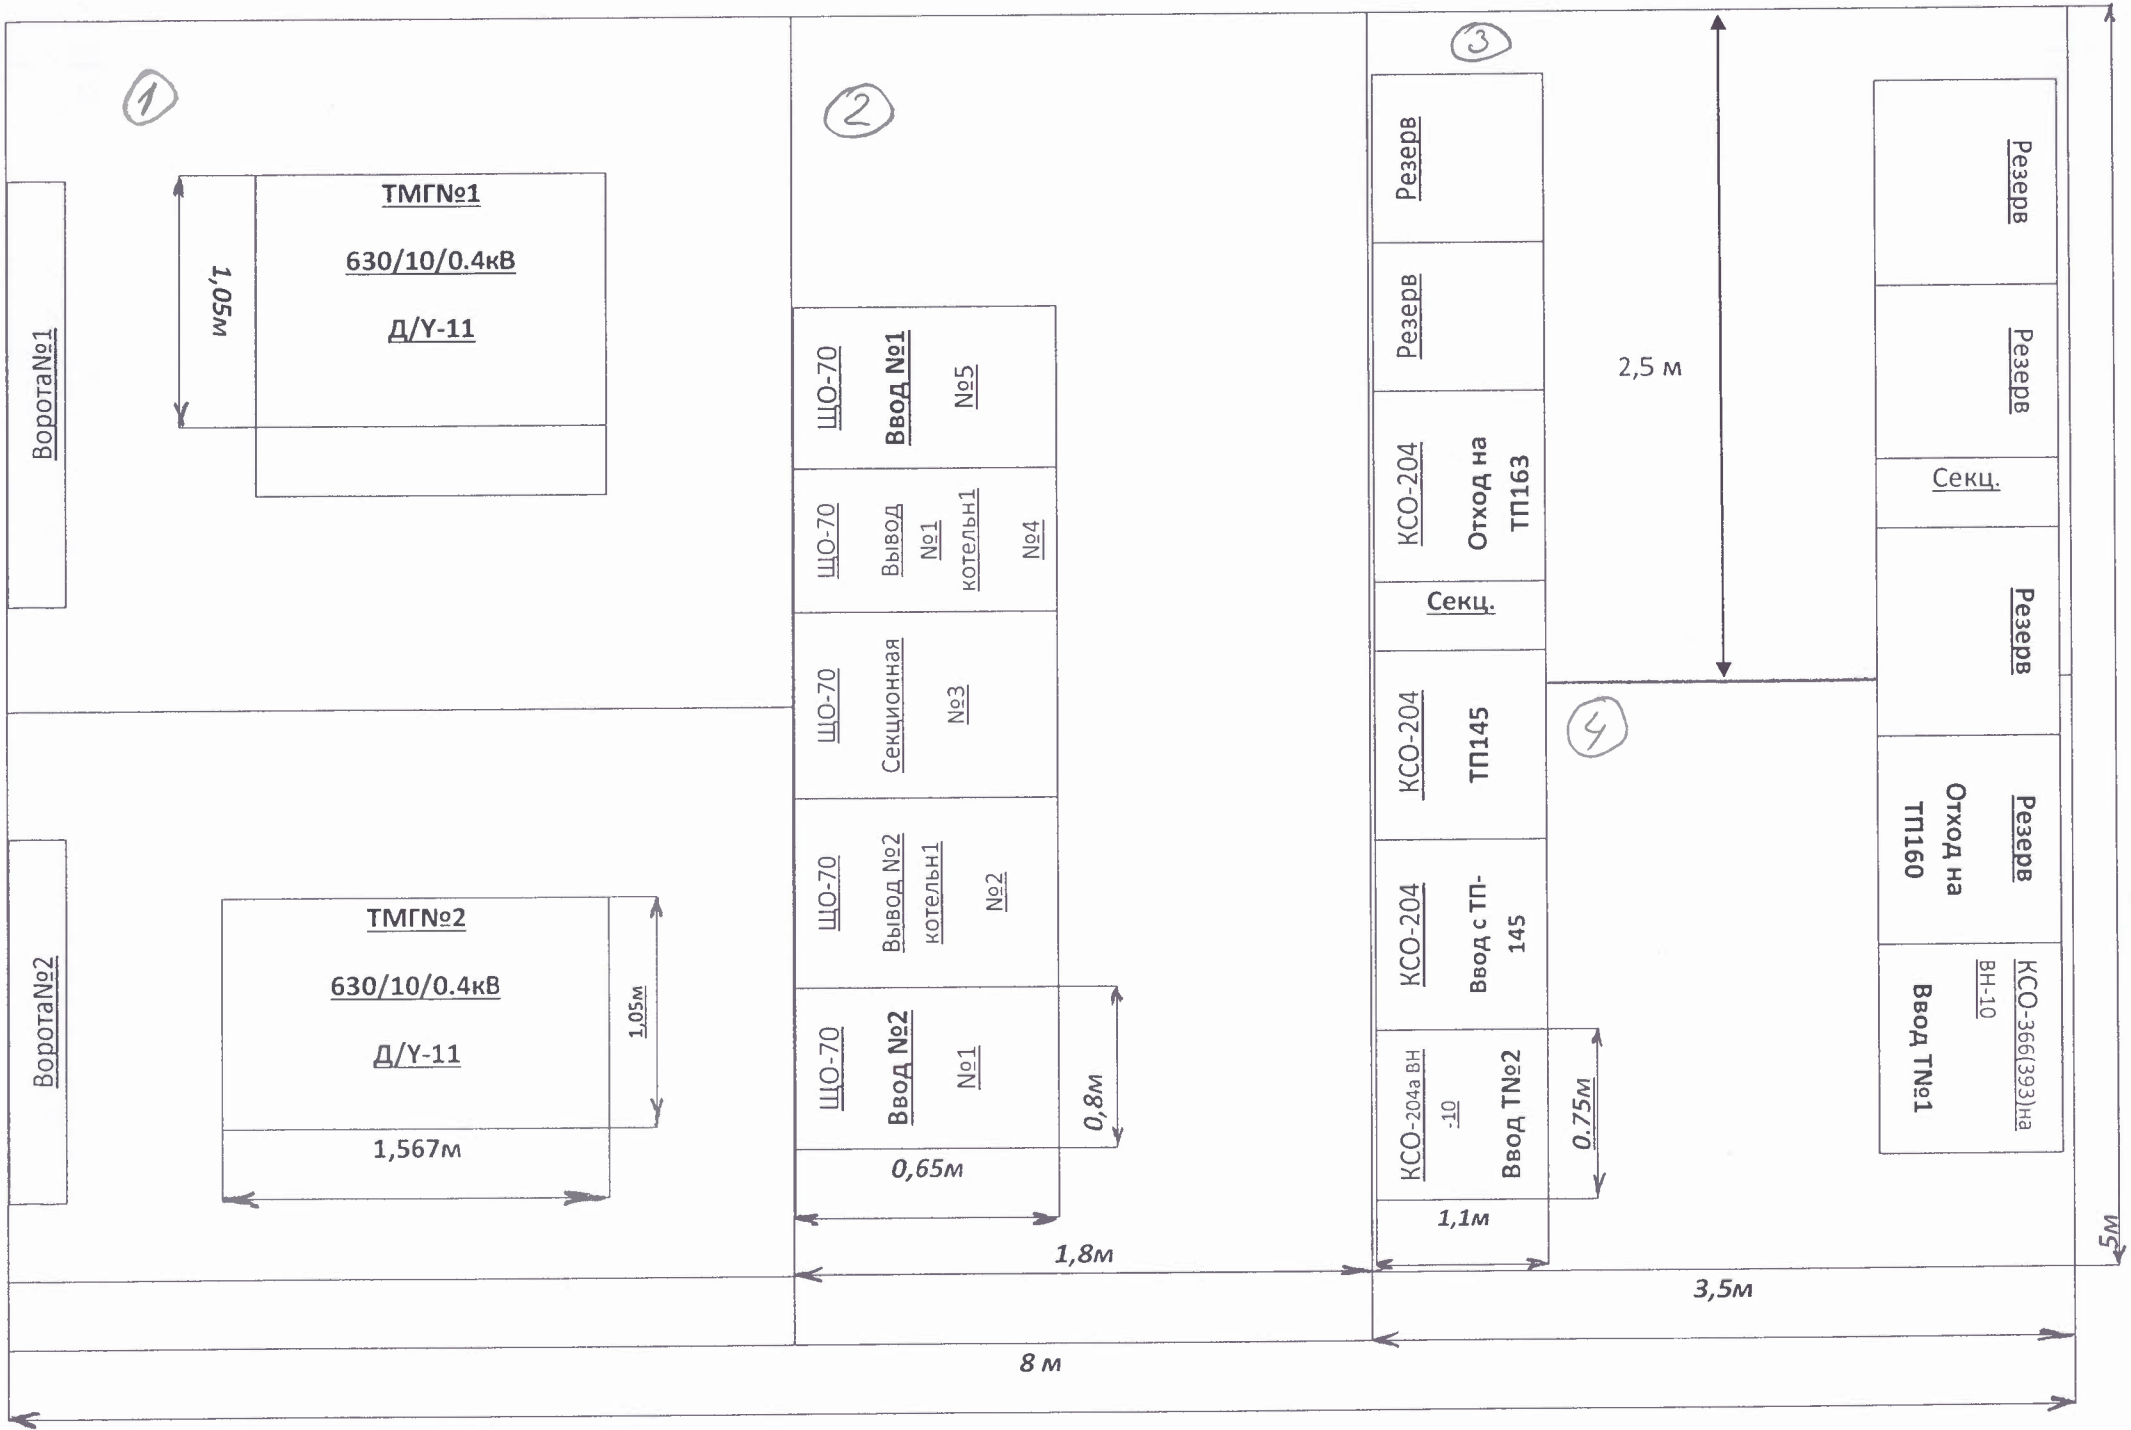 1
ТМГ№1
630/10/0.4кВ
Д/Y-11
1,05м
Ворота№1
ТМГ№2
630/10/0.4кВ
Д/Y-11
1,05м
1,567м
Ворота№2
2
ЩО-70
Ввод №1
№5
ЩО-70
Вывод
№1
котельн1
№4
ЩО-70
Секционная
№3
ЩО-70
Вывод №2
котельн1
№2
ЩО-70
Ввод №2
№1
0,8м
0,65м
1,8м
3
Резерв
Резерв
КСО-204
Отход на
ТП163
Секц.
КСО-204
ТП145
КСО-204
Ввод с ТП-
145
КСО-204а ВН
-10
Ввод Т№2
0.75м
1,1м
2,5 м
4
Резерв
Резерв
Секц.
Резерв
Резерв
Отход на
ТП160
КСО-366(393)на
ВН-10
Ввод Т№1
5м
3,5м
8 м